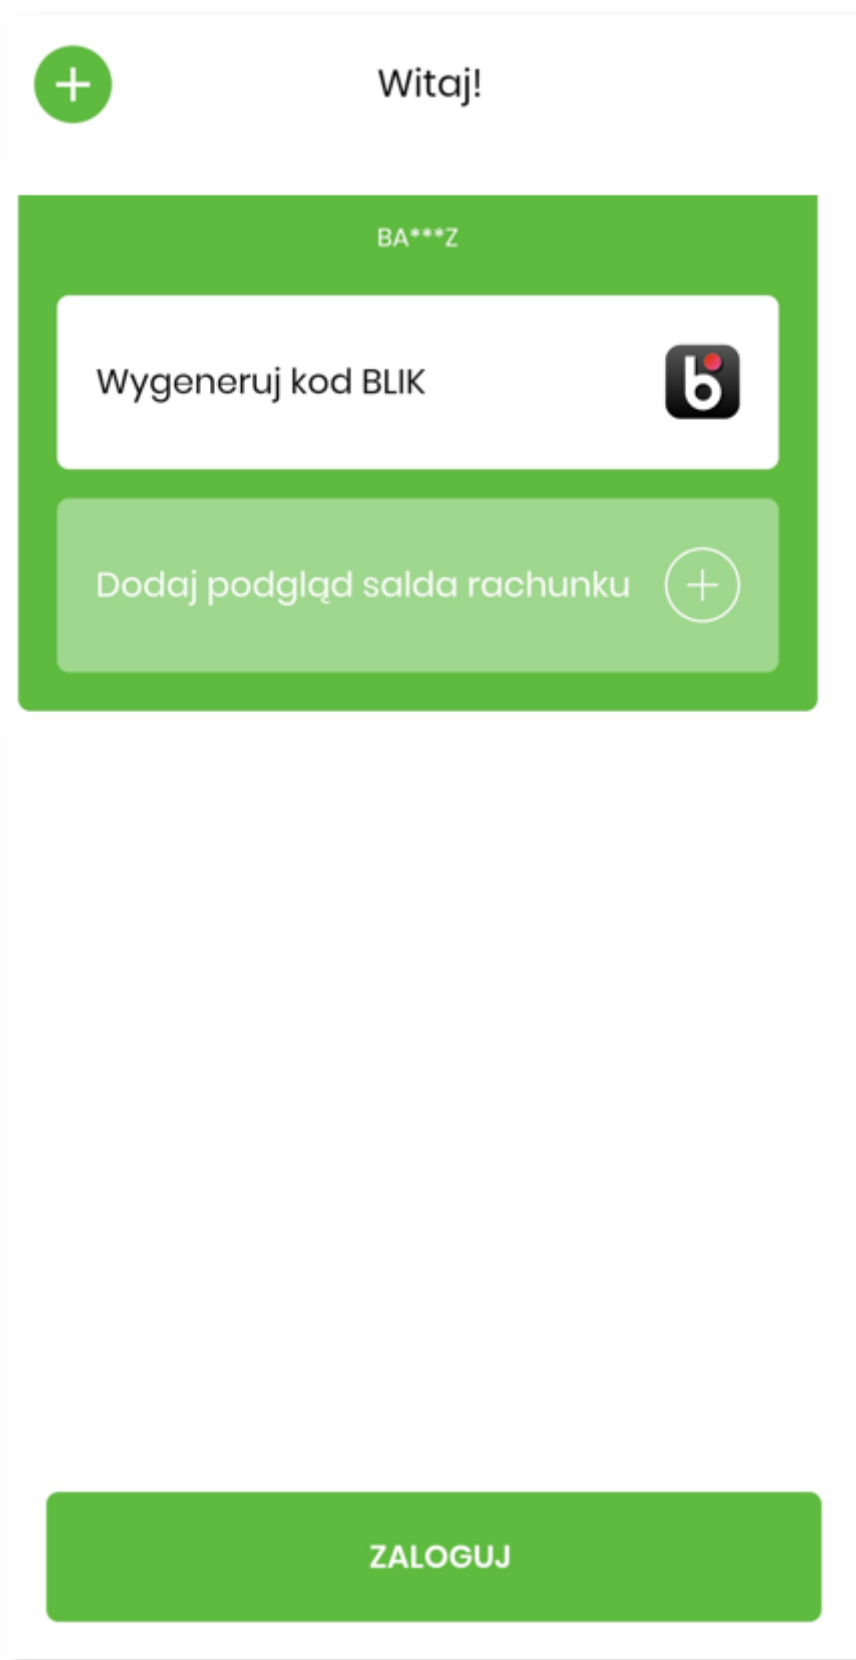 Witaj!
BA***Z
Wygeneruj kod BLIK
Dodaj podgląd salda rachunku
ZALOGUJ